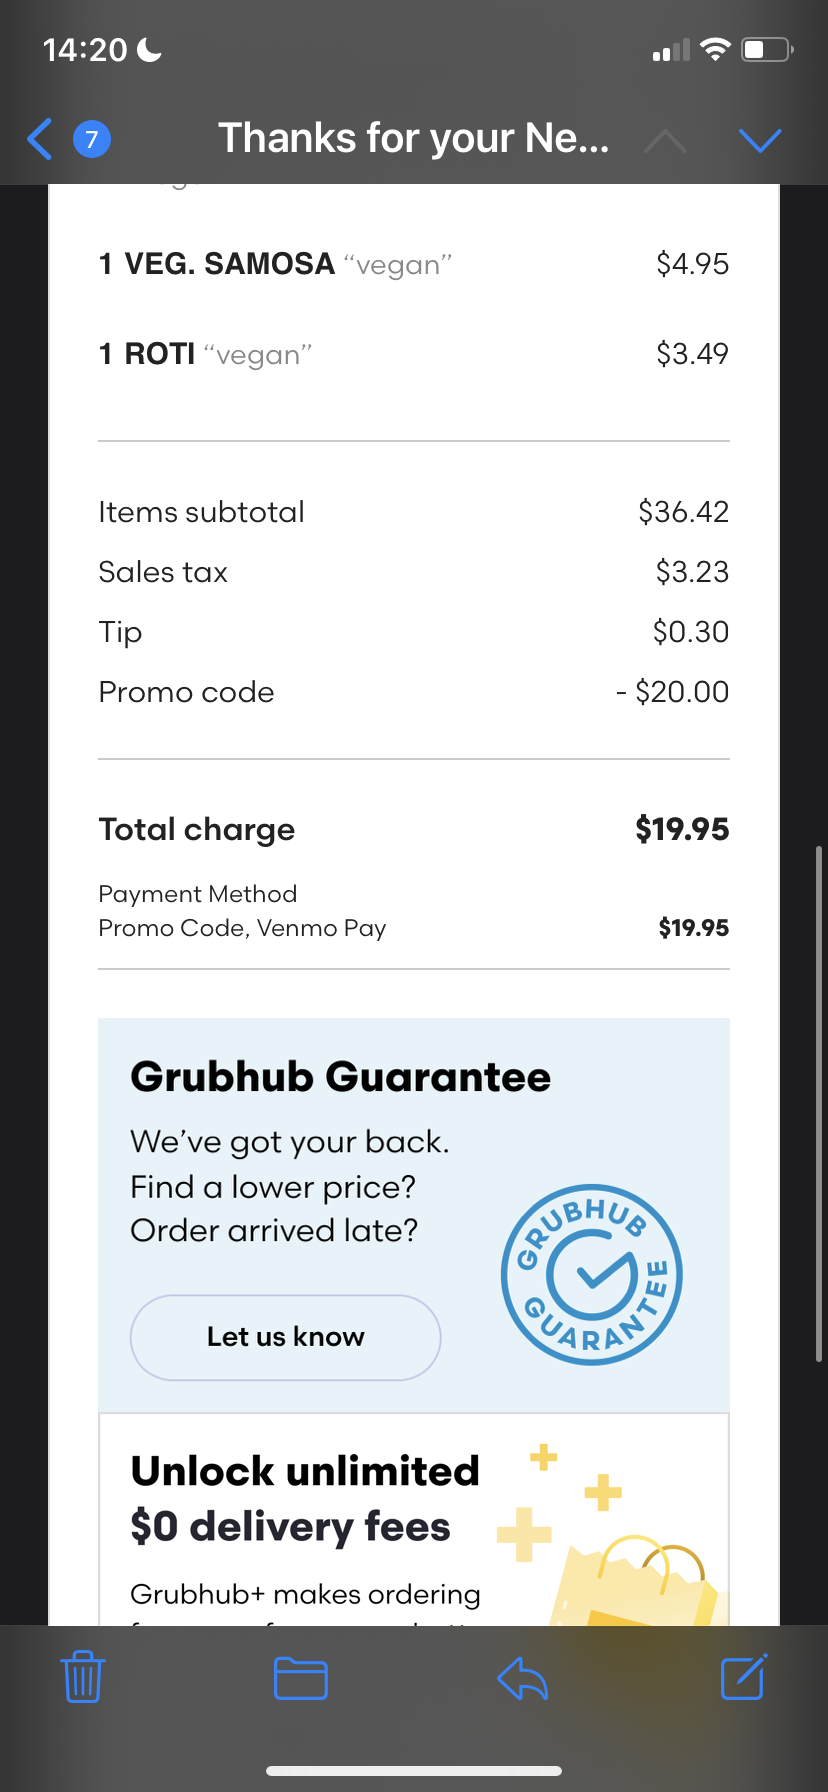 14:20
7
Thanks for your Ne...
1 VEG. SAMOSA “vegan” $4.95
1 ROTI “vegan” $3.49
Items subtotal $36.42
Sales tax $3.23
Tip $0.30
Promo code - $20.00
Total charge $19.95
Payment Method
Promo Code, Venmo Pay $19.95
Grubhub Guarantee
We’ve got your back.
Find a lower price?
Order arrived late?
GRUBHUB
GUARANTEE
Let us know
Unlock unlimited
$0 delivery fees
Grubhub+ makes ordering